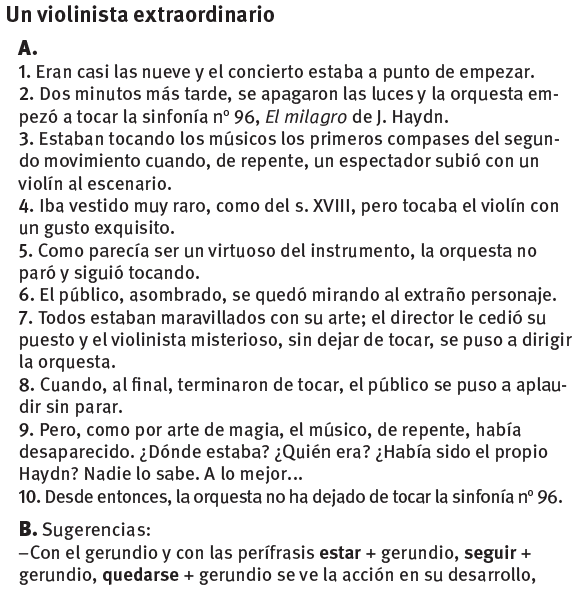 Un violinista extraordinario
A.
1. Eran casi las nueve y el concierto estaba a punto de empezar.
2. Dos minutos más tarde, se apagaron las luces y la orquesta em-
pezó a tocar la sinfonía nº 96, El milagro de J. Haydn.
3. Estaban tocando los músicos los primeros compases del segun-
do movimiento cuando, de repente, un espectador subió con un
violín al escenario.
4. Iba vestido muy raro, como del s. XVIII, pero tocaba el violín con
un gusto exquisito.
5. Como parecía ser un virtuoso del instrumento, la orquesta no
paró y siguió tocando.
6. El público, asombrado, se quedó mirando al extraño personaje.
7. Todos estaban maravillados con su arte; el director le cedió su
puesto y el violinista misterioso, sin dejar de tocar, se puso a dirigir
la orquesta.
8. Cuando, al final, terminaron de tocar, el público se puso a aplau-
dir sin parar.
9. Pero, como por arte de magia, el músico, de repente, había
desaparecido. ¿Dónde estaba? ¿Quién era? ¿Había sido el propio
Haydn? Nadie lo sabe. A lo mejor...
10. Desde entonces, la orquesta no ha dejado de tocar la sinfonía nº 96.
B. Sugerencias:
–Con el gerundio y con las perífrasis estar + gerundio, seguir +
gerundio, quedarse + gerundio se ve la acción en su desarrollo,